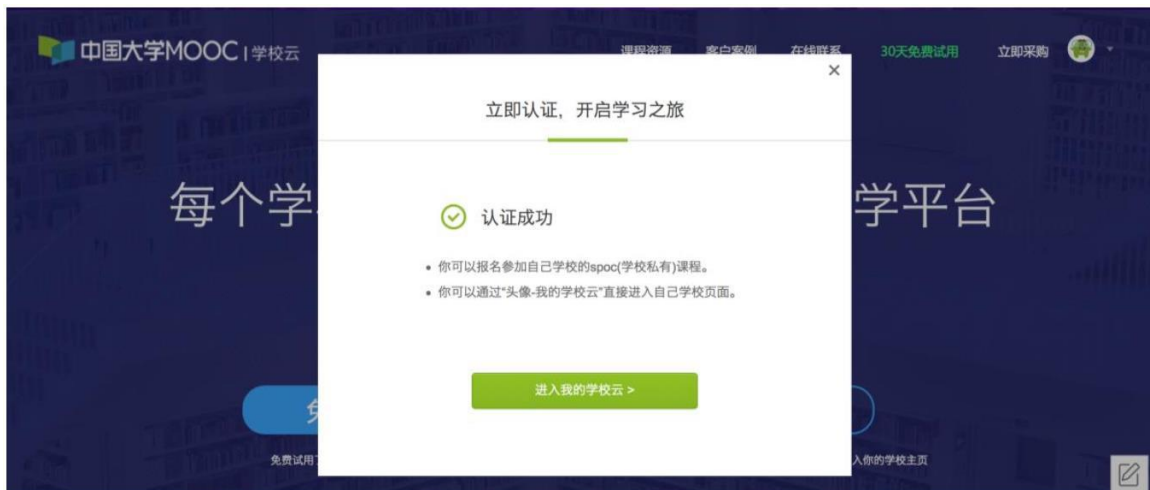 中国大学MOOC | 学校云
课程资源 客户案例 在线联系 30天免费试用 立即采购
立即认证，开启学习之旅
每个学
学平台
认证成功
• 你可以报名参加自己学校的spoc(学校私有)课程。
• 你可以通过“头像-我的学校云”直接进入自己学校页面。
进入我的学校云 >
免费试用
入你的学校主页